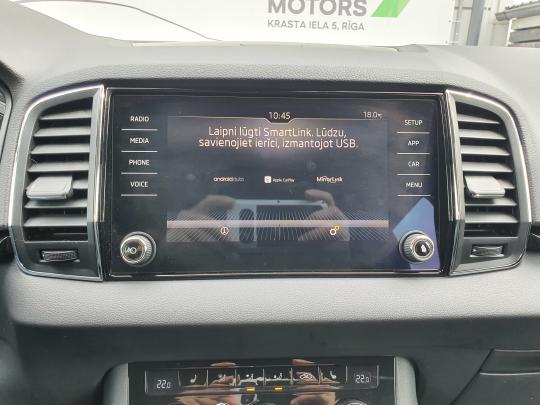 MOTORS
KRASTA IELA 5, RĪGA
10:45
18.0°C
Laipni lūgti SmartLink. Lūdzu,
savienojiet ierīci, izmantojot USB.
androidauto
Apple CarPlay
MirrorLink
RADIO
MEDIA
PHONE
VOICE
SETUP
APP
CAR
MENU
22.0
22.0